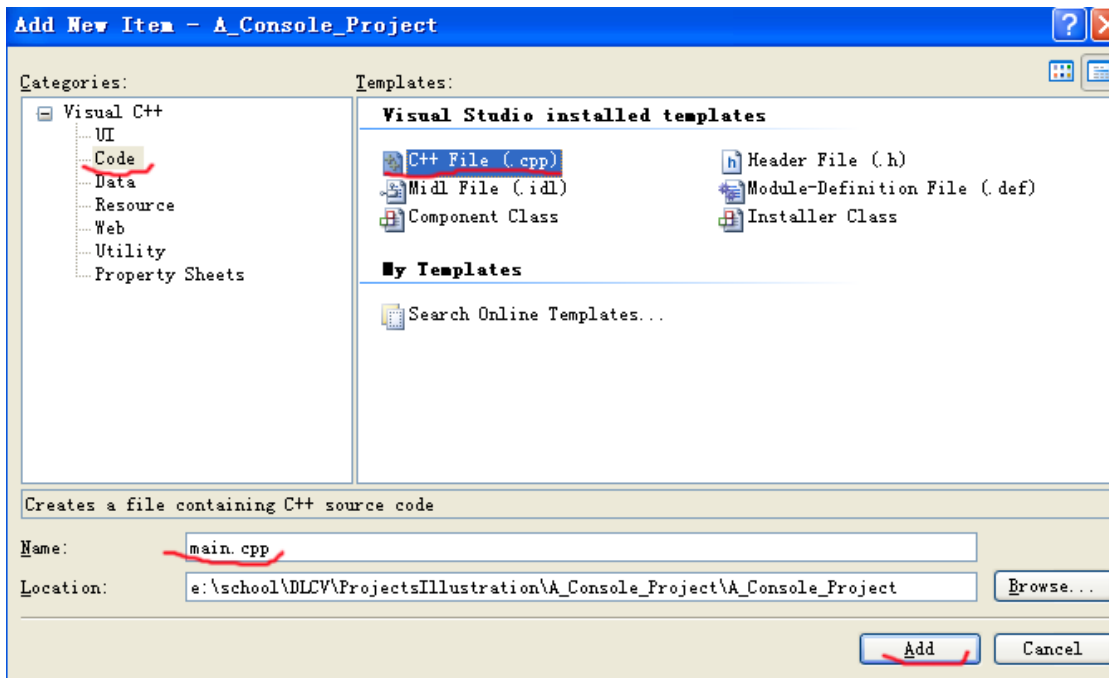 Add New Item - A_Console_Project
Categories:
Templates:
Visual C++
UI
Code
Data
Resource
Web
Utility
Property Sheets
Visual Studio installed templates
C++ File (.cpp)
Header File (.h)
Midl File (.idl)
Module-Definition File (.def)
Component Class
Installer Class
My Templates
Search Online Templates...
Creates a file containing C++ source code
Name:
main.cpp
Location:
e:\school\DLCV\ProjectsIllustration\A_Console_Project\A_Console_Project
Browse...
Add
Cancel